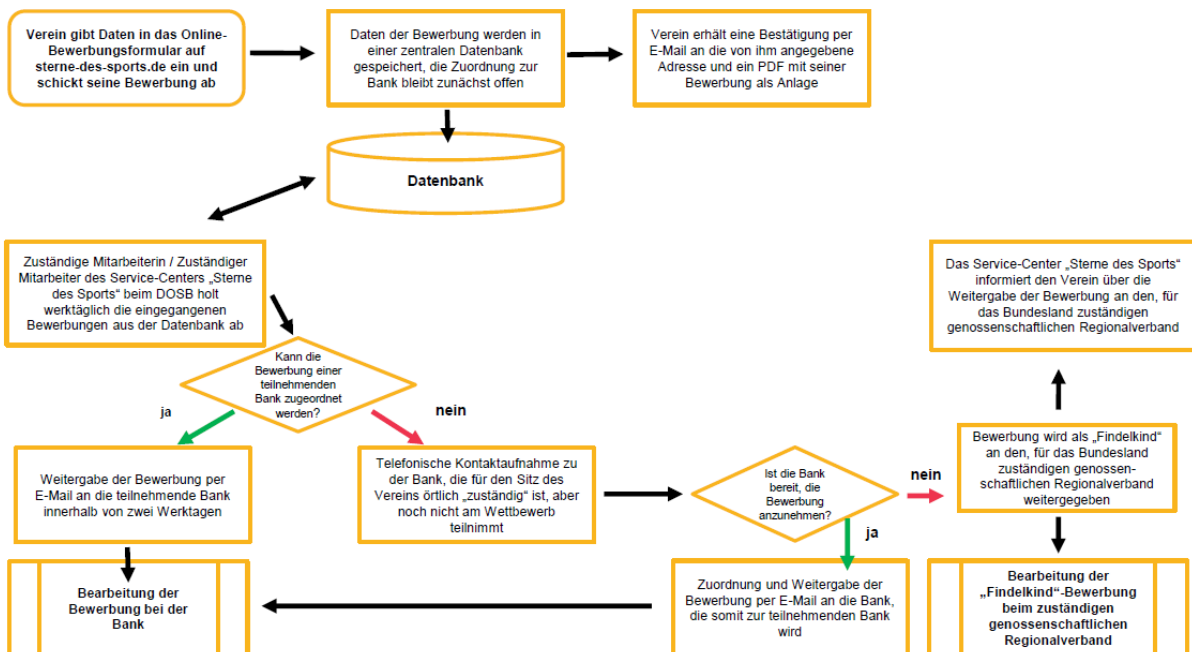 Verein gibt Daten in das Online-
Bewerbungsformular auf
sterne-des-sports.de ein und
schickt seine Bewerbung ab
Daten der Bewerbung werden in
einer zentralen Datenbank
gespeichert, die Zuordnung zur
Bank bleibt zunächst offen
Verein erhält eine Bestätigung per
E-Mail an die von ihm angegebene
Adresse und ein PDF mit seiner
Bewerbung als Anlage
Datenbank
Zuständige Mitarbeiterin / Zuständiger
Mitarbeiter des Service-Centers „Sterne
des Sports“ beim DOSB holt
werktäglich die eingegangenen
Bewerbungen aus der Datenbank ab
Das Service-Center „Sterne des Sports“
informiert den Verein über die
Weitergabe der Bewerbung an den, für
das Bundesland zuständigen
genossenschaftlichen Regionalverband
Kann die
Bewerbung einer
teilnehmenden
Bank zugeordnet
werden?
ja
nein
Weitergabe der Bewerbung per
E-Mail an die teilnehmende Bank
innerhalb von zwei Werktagen
Telefonische Kontaktaufnahme zu
der Bank, die für den Sitz des
Vereins örtlich „zuständig“ ist, aber
noch nicht am Wettbewerb
teilnimmt
Ist die Bank
bereit, die
Bewerbung
anzunehmen?
nein
ja
Bewerbung wird als „Findelkind“
an den, für das Bundesland
zuständigen genossen-
schaftlichen Regionalverband
weitergegeben
Bearbeitung der
Bewerbung bei der
Bank
Zuordnung und Weitergabe der
Bewerbung per E-Mail an die Bank,
die somit zur teilnehmenden Bank
wird
Bearbeitung der
„Findelkind“-Bewerbung
beim zuständigen
genossenschaftlichen
Regionalverband